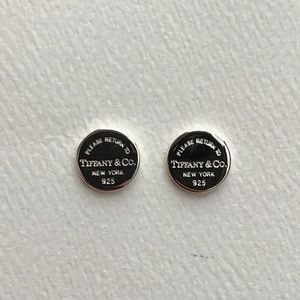 PLEASE RETURN TO
TIFFANY & CO.
NEW YORK
925
PLEASE RETURN TO
TIFFANY & CO.
NEW YORK
925